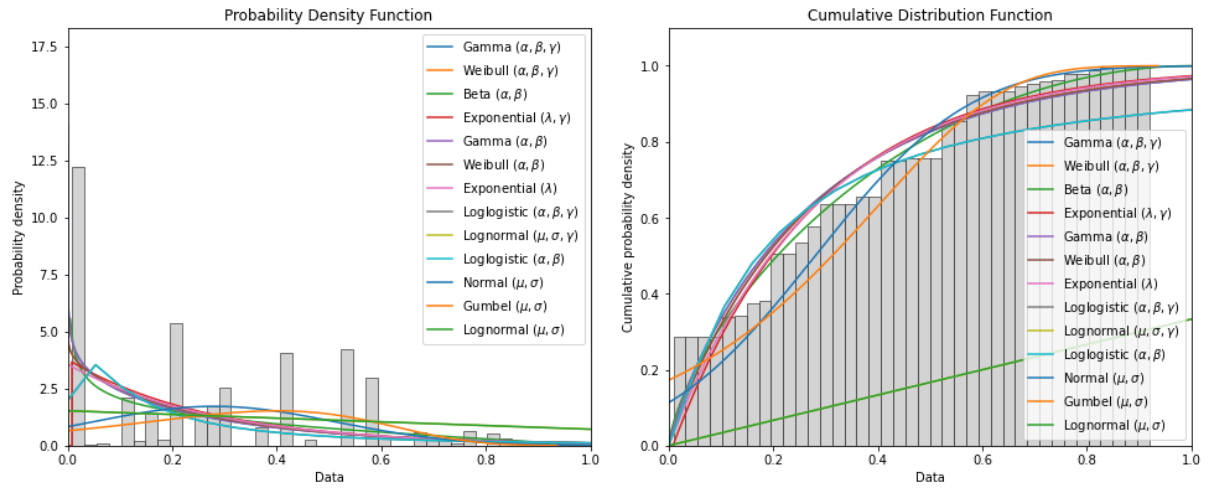 Probability Density Function
Probability density
17.5
15.0
12.5
10.0
7.5
5.0
2.5
0.0
0.0 0.2 0.4 0.6 0.8 1.0
Data
Gamma (α, β, γ)
Weibull (α, β, γ)
Beta (α, β)
Exponential (λ, γ)
Gamma (α, β)
Weibull (α, β)
Exponential (λ)
Loglogistic (α, β, γ)
Lognormal (μ, σ, γ)
Loglogistic (α, β)
Normal (μ, σ)
Gumbel (μ, σ)
Lognormal (μ, σ)
Cumulative Distribution Function
Cumulative probability density
1.0
0.8
0.6
0.4
0.2
0.0
0.0 0.2 0.4 0.6 0.8 1.0
Data
Gamma (α, β, γ)
Weibull (α, β, γ)
Beta (α, β)
Exponential (λ, γ)
Gamma (α, β)
Weibull (α, β)
Exponential (λ)
Loglogistic (α, β, γ)
Lognormal (μ, σ, γ)
Loglogistic (α, β)
Normal (μ, σ)
Gumbel (μ, σ)
Lognormal (μ, σ)